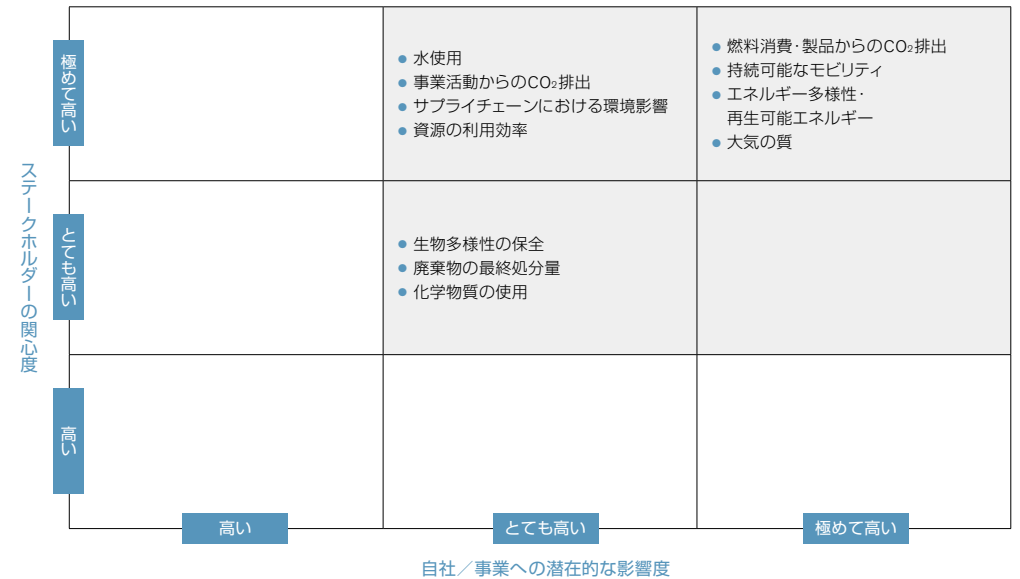 ステークホルダーの関心度
極めて高い
● 水使用
● 事業活動からのCO₂排出
● サプライチェーンにおける環境影響
● 資源の利用効率
● 燃料消費・製品からのCO₂排出
● 持続可能なモビリティ
● エネルギー多様性・
再生可能エネルギー
● 大気の質
とても高い
● 生物多様性の保全
● 廃棄物の最終処分量
● 化学物質の使用
高い
高い
とても高い
極めて高い
自社／事業への潜在的な影響度